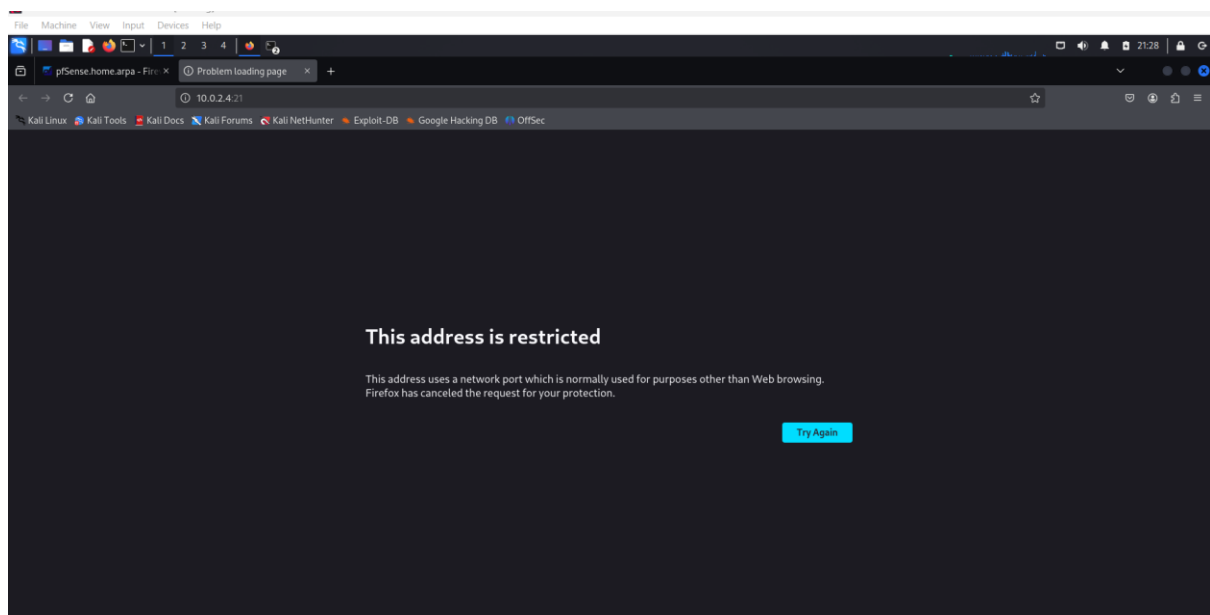 File Machine View Input Devices Help
1 2 3 4 21:28
pfSense.home.arpa - Fire Problem loading page
10.0.2.4:21
Kali Linux Kali Tools Kali Docs Kali Forums Kali NetHunter Exploit-DB Google Hacking DB OffSec
This address is restricted
This address uses a network port which is normally used for purposes other than Web browsing.
Firefox has canceled the request for your protection.
Try Again